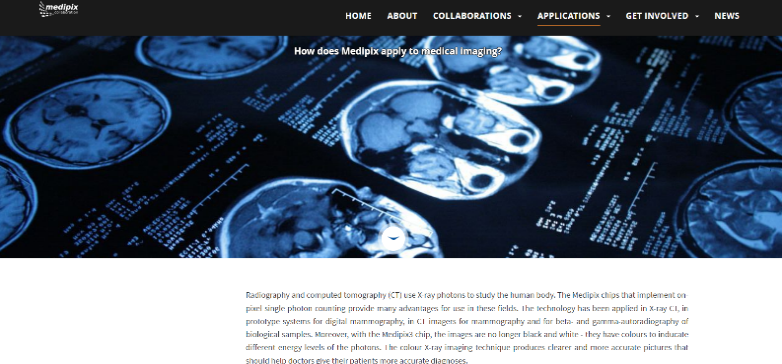 medipix
collaboration
HOME ABOUT COLLABORATIONS APPLICATIONS GET INVOLVED NEWS
How does Medipix apply to medical imaging?
Radiography and computed tomography (CT) use X-ray photons to study the human body. The Medipix chips that implement on-
pixel single photon counting provide many advantages for use in these fields. The technology has been applied in X-ray CT, in
prototype systems for digital mammography, in CT imagers for mammography and for beta- and gamma-autoradiography of
biological samples. Moreover, with the Medipix3 chip, the images are no longer black and white - they have colours to inducate
different energy levels of the photons. The colour X-ray imaging technique produces clearer and more accurate pictures that
should help doctors give their patients more accurate diagnoses.